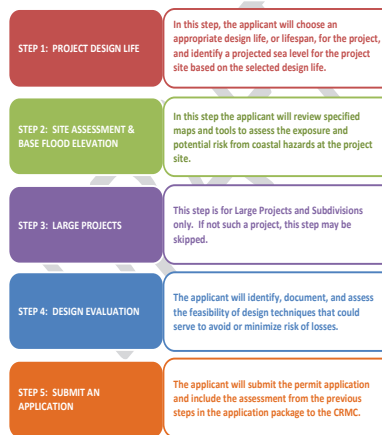 STEP 1: PROJECT DESIGN LIFE
In this step, the applicant will choose an
appropriate design life, or lifespan, for the project,
and identify a projected sea level for the project
site based on the selected design life.
STEP 2: SITE ASSESSMENT &
BASE FLOOD ELEVATION
In this step the applicant will review specified
maps and tools to assess the exposure and
potential risk from coastal hazards at the project
site.
STEP 3: LARGE PROJECTS
This step is for Large Projects and Subdivisions
only. If not such a project, this step may be
skipped.
STEP 4: DESIGN EVALUATION
The applicant will identify, document, and assess
the feasibility of design techniques that could
serve to avoid or minimize risk of losses.
STEP 5: SUBMIT AN
APPLICATION
The applicant will submit the permit application
and include the assessment from the previous
steps in the application package to the CRMC.